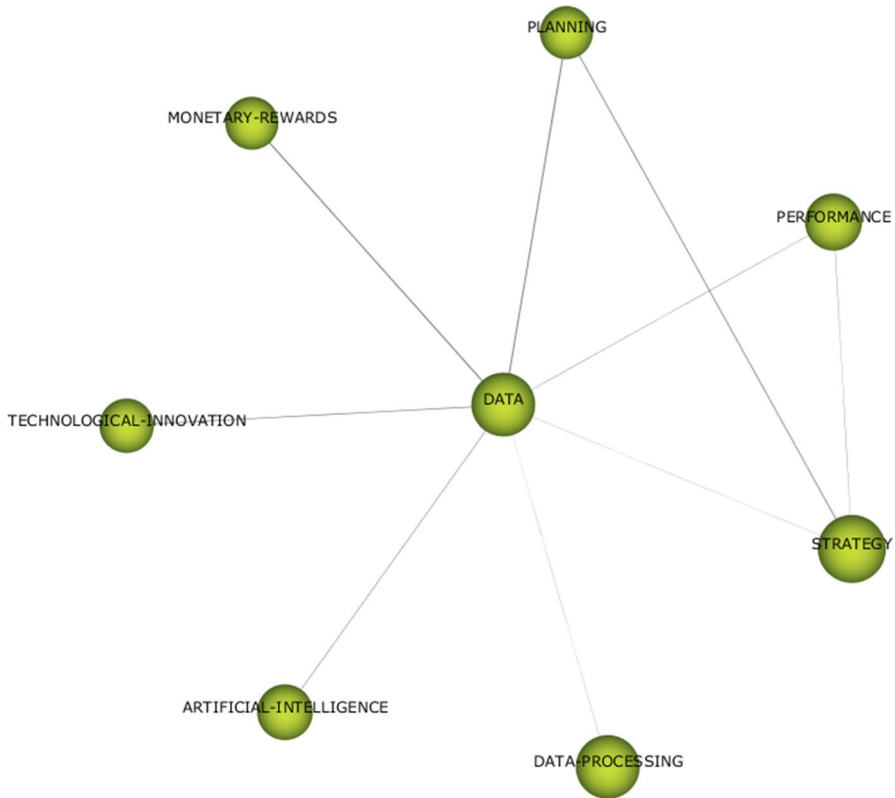 PLANNING
MONETARY-REWARDS
PERFORMANCE
DATA
TECHNOLOGICAL-INNOVATION
STRATEGY
ARTIFICIAL-INTELLIGENCE
DATA-PROCESSING